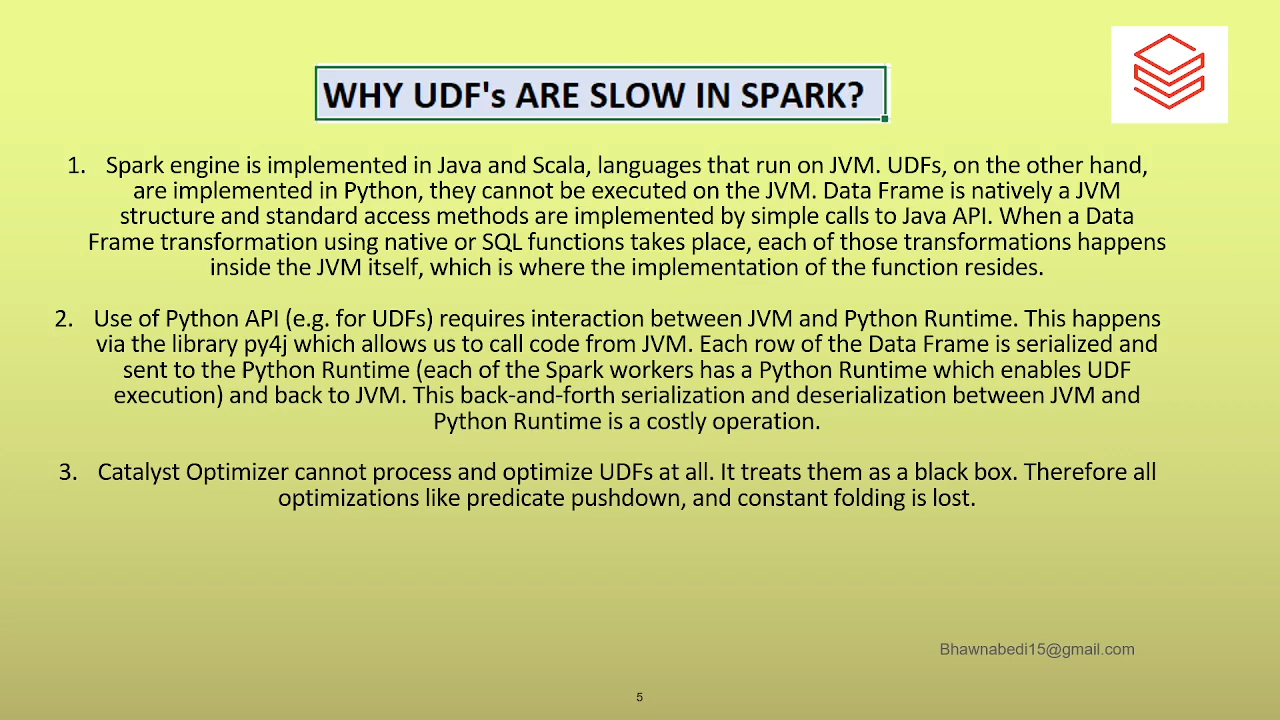 WHY UDF's ARE SLOW IN SPARK?
1. Spark engine is implemented in Java and Scala, languages that run on JVM. UDFs, on the other hand,
are implemented in Python, they cannot be executed on the JVM. Data Frame is natively a JVM
structure and standard access methods are implemented by simple calls to Java API. When a Data
Frame transformation using native or SQL functions takes place, each of those transformations happens
inside the JVM itself, which is where the implementation of the function resides.
2. Use of Python API (e.g. for UDFs) requires interaction between JVM and Python Runtime. This happens
via the library py4j which allows us to call code from JVM. Each row of the Data Frame is serialized and
sent to the Python Runtime (each of the Spark workers has a Python Runtime which enables UDF
execution) and back to JVM. This back-and-forth serialization and deserialization between JVM and
Python Runtime is a costly operation.
3. Catalyst Optimizer cannot process and optimize UDFs at all. It treats them as a black box. Therefore all
optimizations like predicate pushdown, and constant folding is lost.
Bhawnabedi15@gmail.com
5